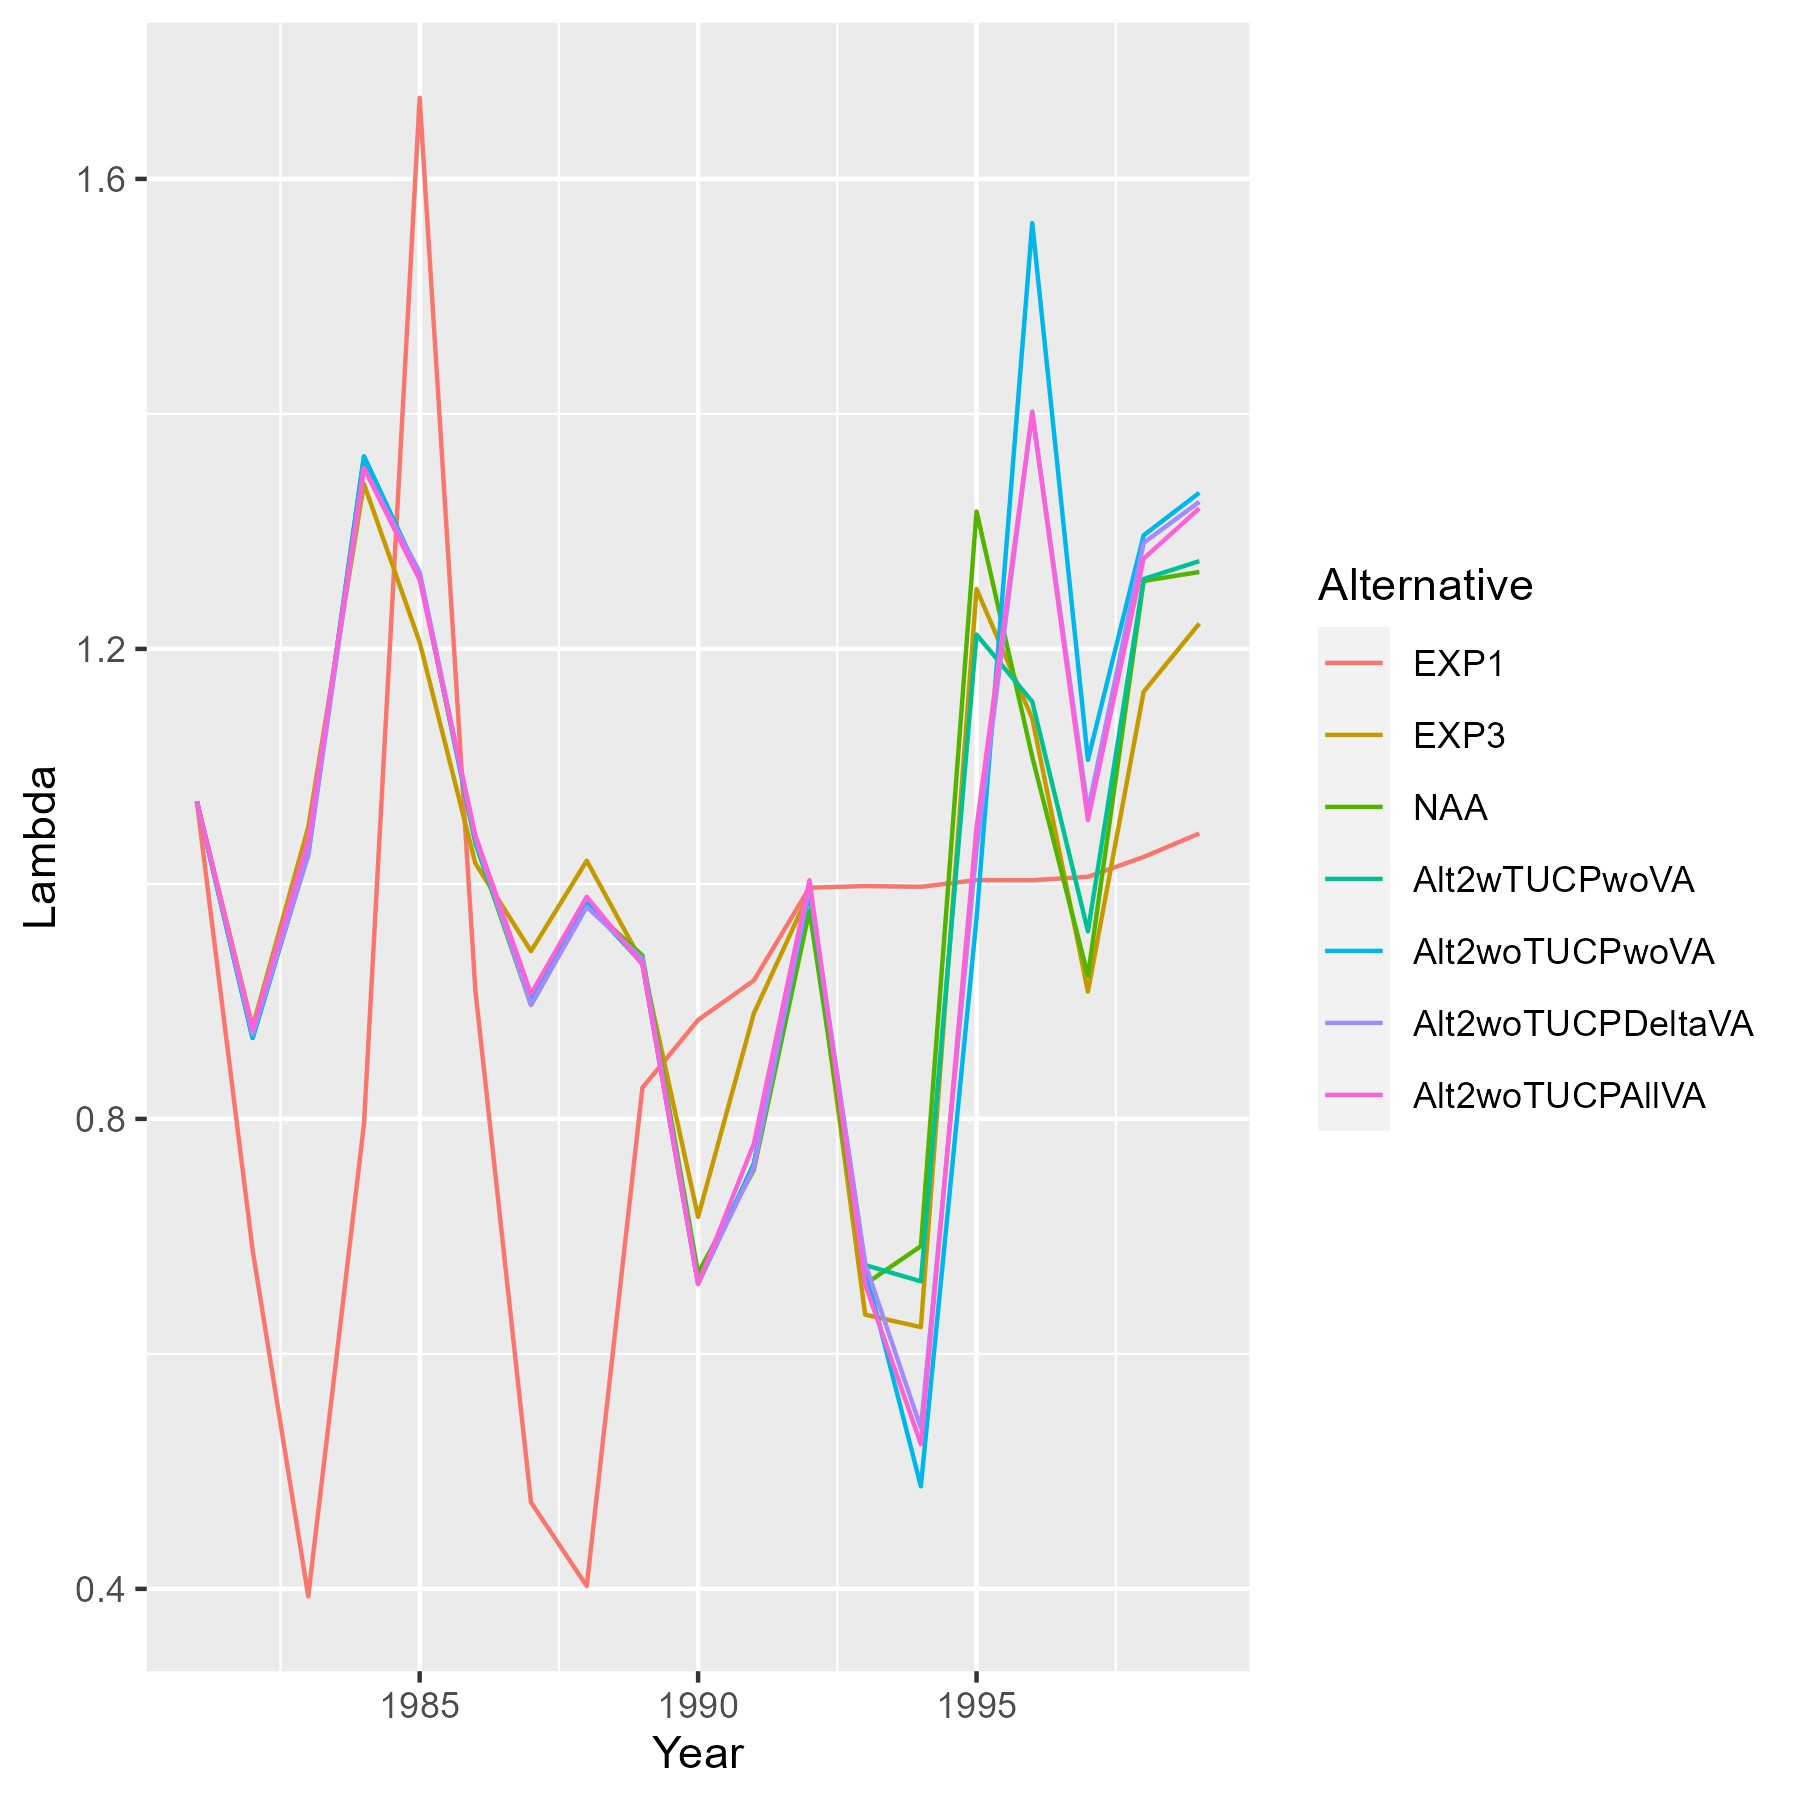 1.6
1.2
0.8
0.4
Lambda
1985
1990
1995
Year
Alternative
EXP1
EXP3
NAA
Alt2wTUCPwoVA
Alt2woTUCPwoVA
Alt2woTUCPDeltaVA
Alt2woTUCPAllVA